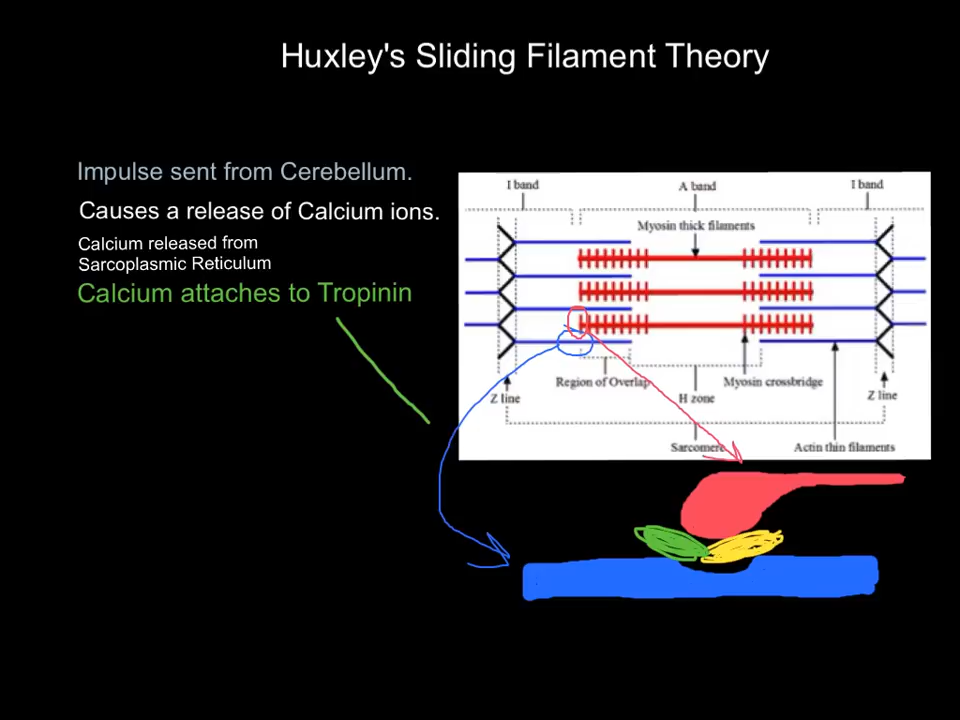 Huxley's Sliding Filament Theory
Impulse sent from Cerebellum.
Causes a release of Calcium ions.
Calcium released from
Sarcoplasmic Reticulum
Calcium attaches to Tropinin
I band
A band
I band
Myosin thick filaments
Region of Overlap
Myosin crossbridge
Z line
H zone
Z line
Sarcomere
Actin thin filaments